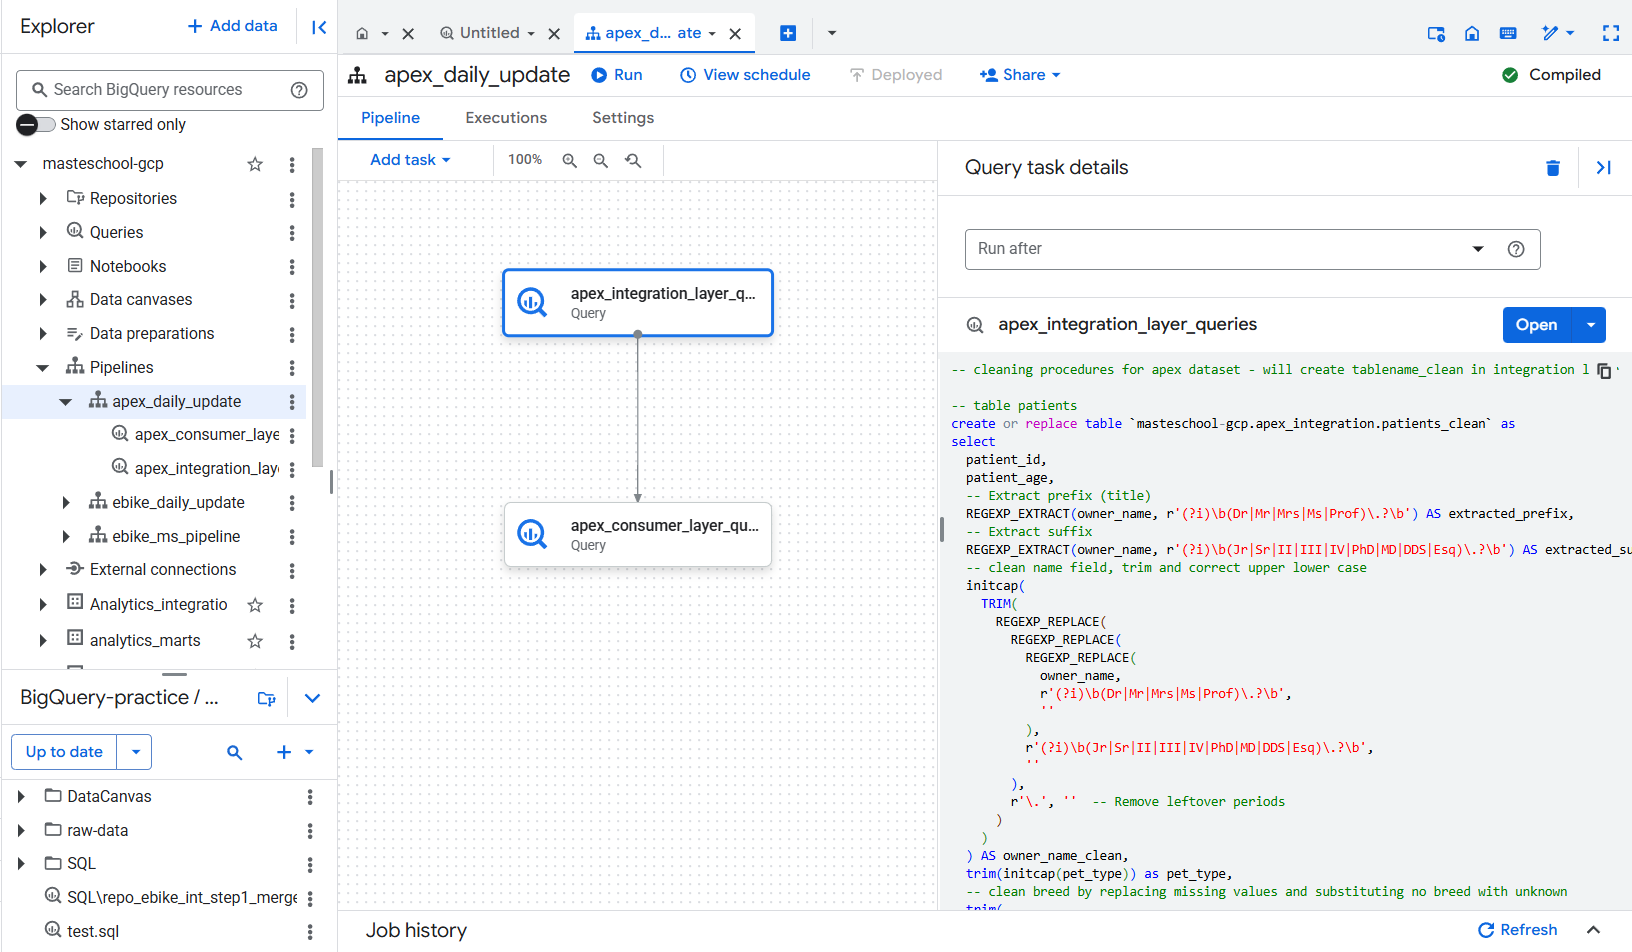 Explorer
Add data
Search BigQuery resources
Show starred only
masteschool-gcp
Repositories
Queries
Notebooks
Data canvases
Data preparations
Pipelines
apex_daily_update
apex_consumer_laye
apex_integration_lay
ebike_daily_update
ebike_ms_pipeline
External connections
Analytics_integratio
analytics_marts
BigQuery-practice / ...
Up to date
DataCanvas
raw-data
SQL
SQL\repo_ebike_int_step1_merge
test.sql
Untitled
apex_d... ate
apex_daily_update
Run
View schedule
Deployed
Share
Compiled
Pipeline
Executions
Settings
Add task
100%
apex_integration_layer_q...
Query
apex_consumer_layer_qu...
Query
Query task details
Run after
apex_integration_layer_queries
Open
-- cleaning procedures for apex dataset - will create tablename_clean in integration l
-- table patients
create or replace table `masteschool-gcp.apex_integration.patients_clean` as
select
patient_id,
patient_age,
-- Extract prefix (title)
REGEXP_EXTRACT(owner_name, r'(?i)\b(Dr|Mr|Mrs|Ms|Prof)\.?\b') AS extracted_prefix,
-- Extract suffix
REGEXP_EXTRACT(owner_name, r'(?i)\b(Jr|Sr|II|III|IV|PhD|MD|DDS|Esq)\.?\b') AS extracted_su
-- clean name field, trim and correct upper lower case
initcap(
TRIM(
REGEXP_REPLACE(
REGEXP_REPLACE(
REGEXP_REPLACE(
owner_name,
r'(?i)\b(Dr|Mr|Mrs|Ms|Prof)\.?\b',
''
),
r'(?i)\b(Jr|Sr|II|III|IV|PhD|MD|DDS|Esq)\.?\b',
''
),
r'\.', '' -- Remove leftover periods
)
)
) AS owner_name_clean,
trim(initcap(pet_type)) as pet_type,
-- clean breed by replacing missing values and substituting no breed with unknown
trim(
Job history
Refresh